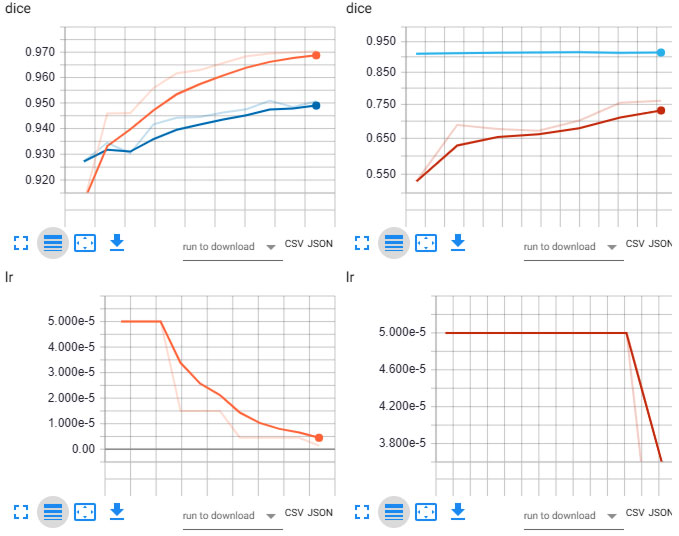 dice
0.970
0.960
0.950
0.940
0.930
0.920
run to download CSV JSON
dice
0.950
0.850
0.750
0.650
0.550
run to download CSV JSON
lr
5.000e-5
4.000e-5
3.000e-5
2.000e-5
1.000e-5
0.00
run to download CSV JSON
lr
5.000e-5
4.600e-5
4.200e-5
3.800e-5
run to download CSV JSON